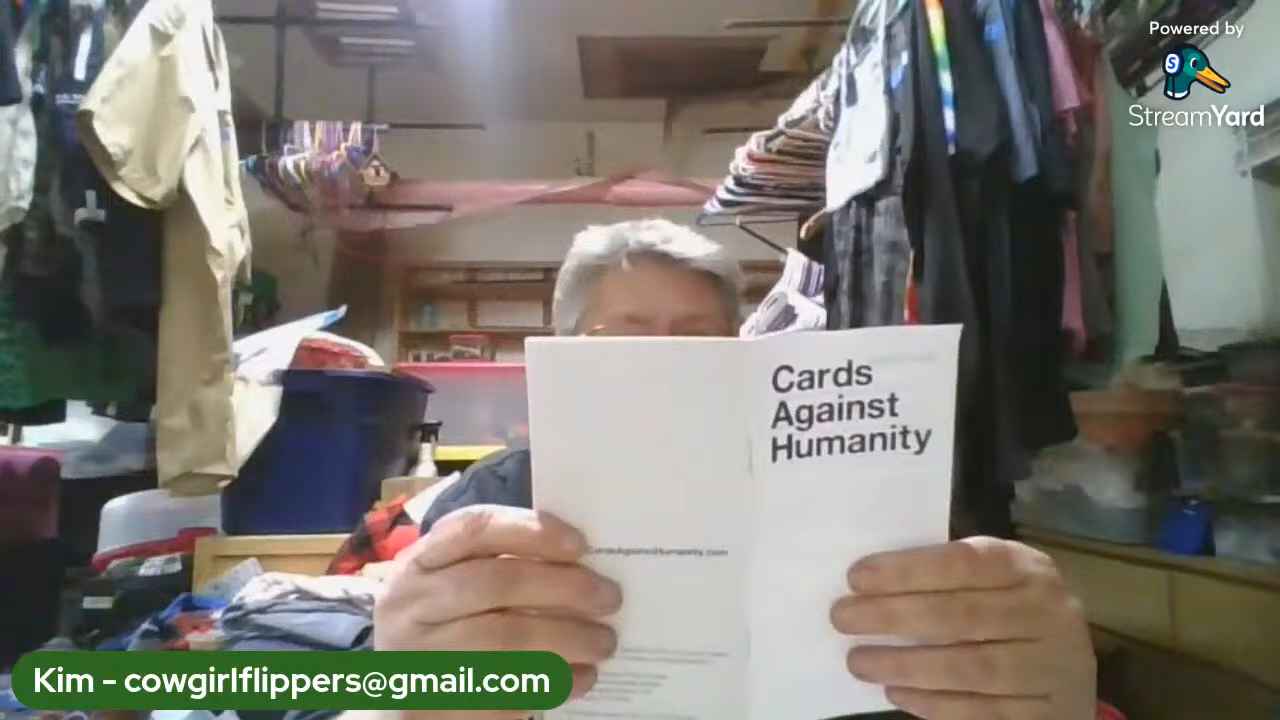 Powered by
S
StreamYard
Cards
Against
Humanity
CardsAgainstHumanity.com
Kim - cowgirlflippers@gmail.com